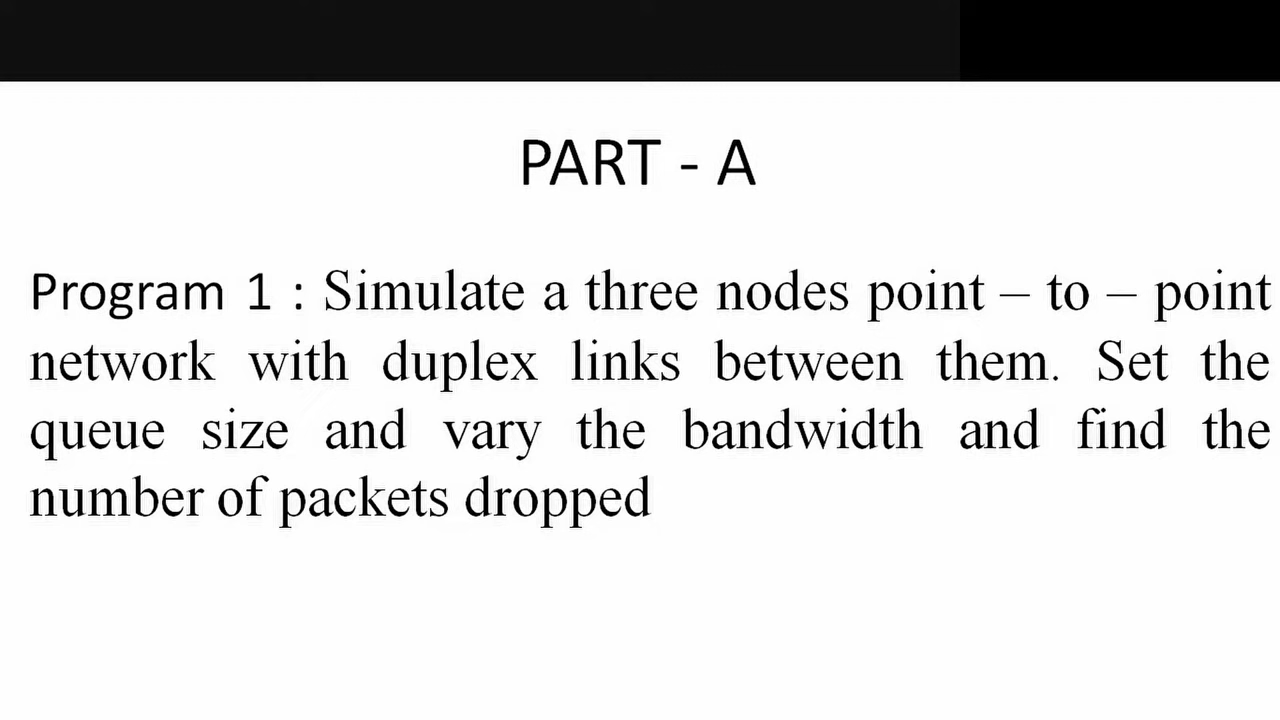 PART - A
Program 1 : Simulate a three nodes point – to – point
network with duplex links between them. Set the
queue size and vary the bandwidth and find the
number of packets dropped